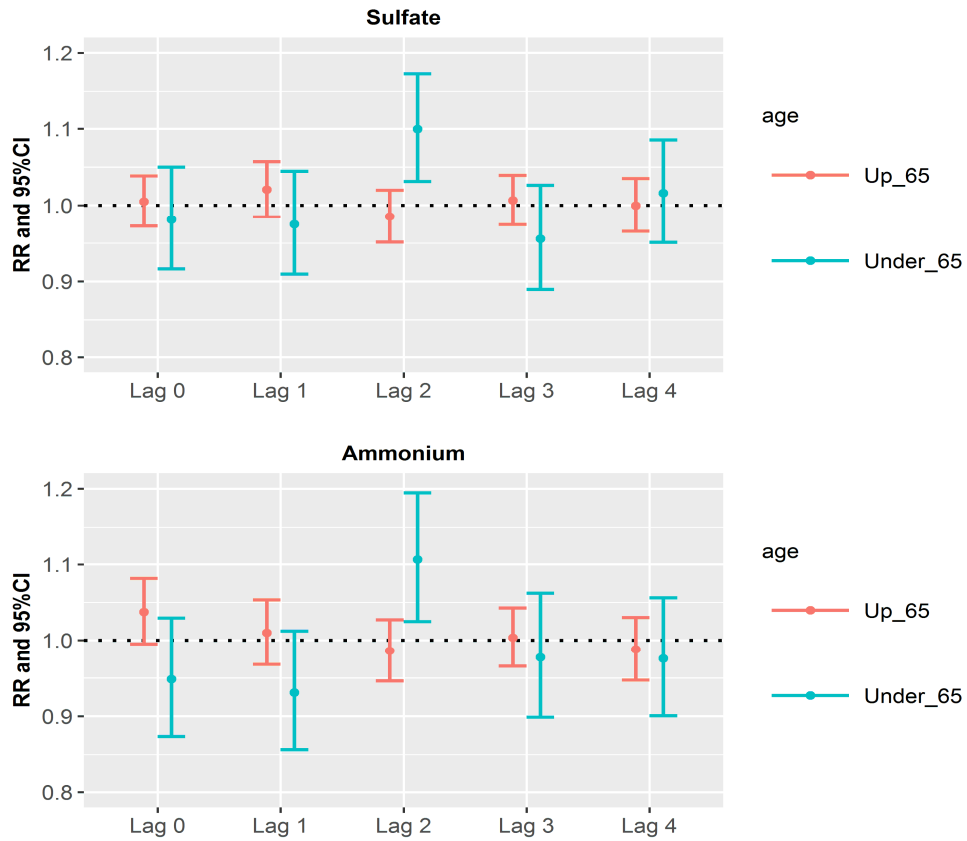 Sulfate
RR and 95%CI
1.2
1.1
1.0
0.9
0.8
Lag 0 Lag 1 Lag 2 Lag 3 Lag 4
age
Up_65
Under_65
Ammonium
RR and 95%CI
1.2
1.1
1.0
0.9
0.8
Lag 0 Lag 1 Lag 2 Lag 3 Lag 4
age
Up_65
Under_65